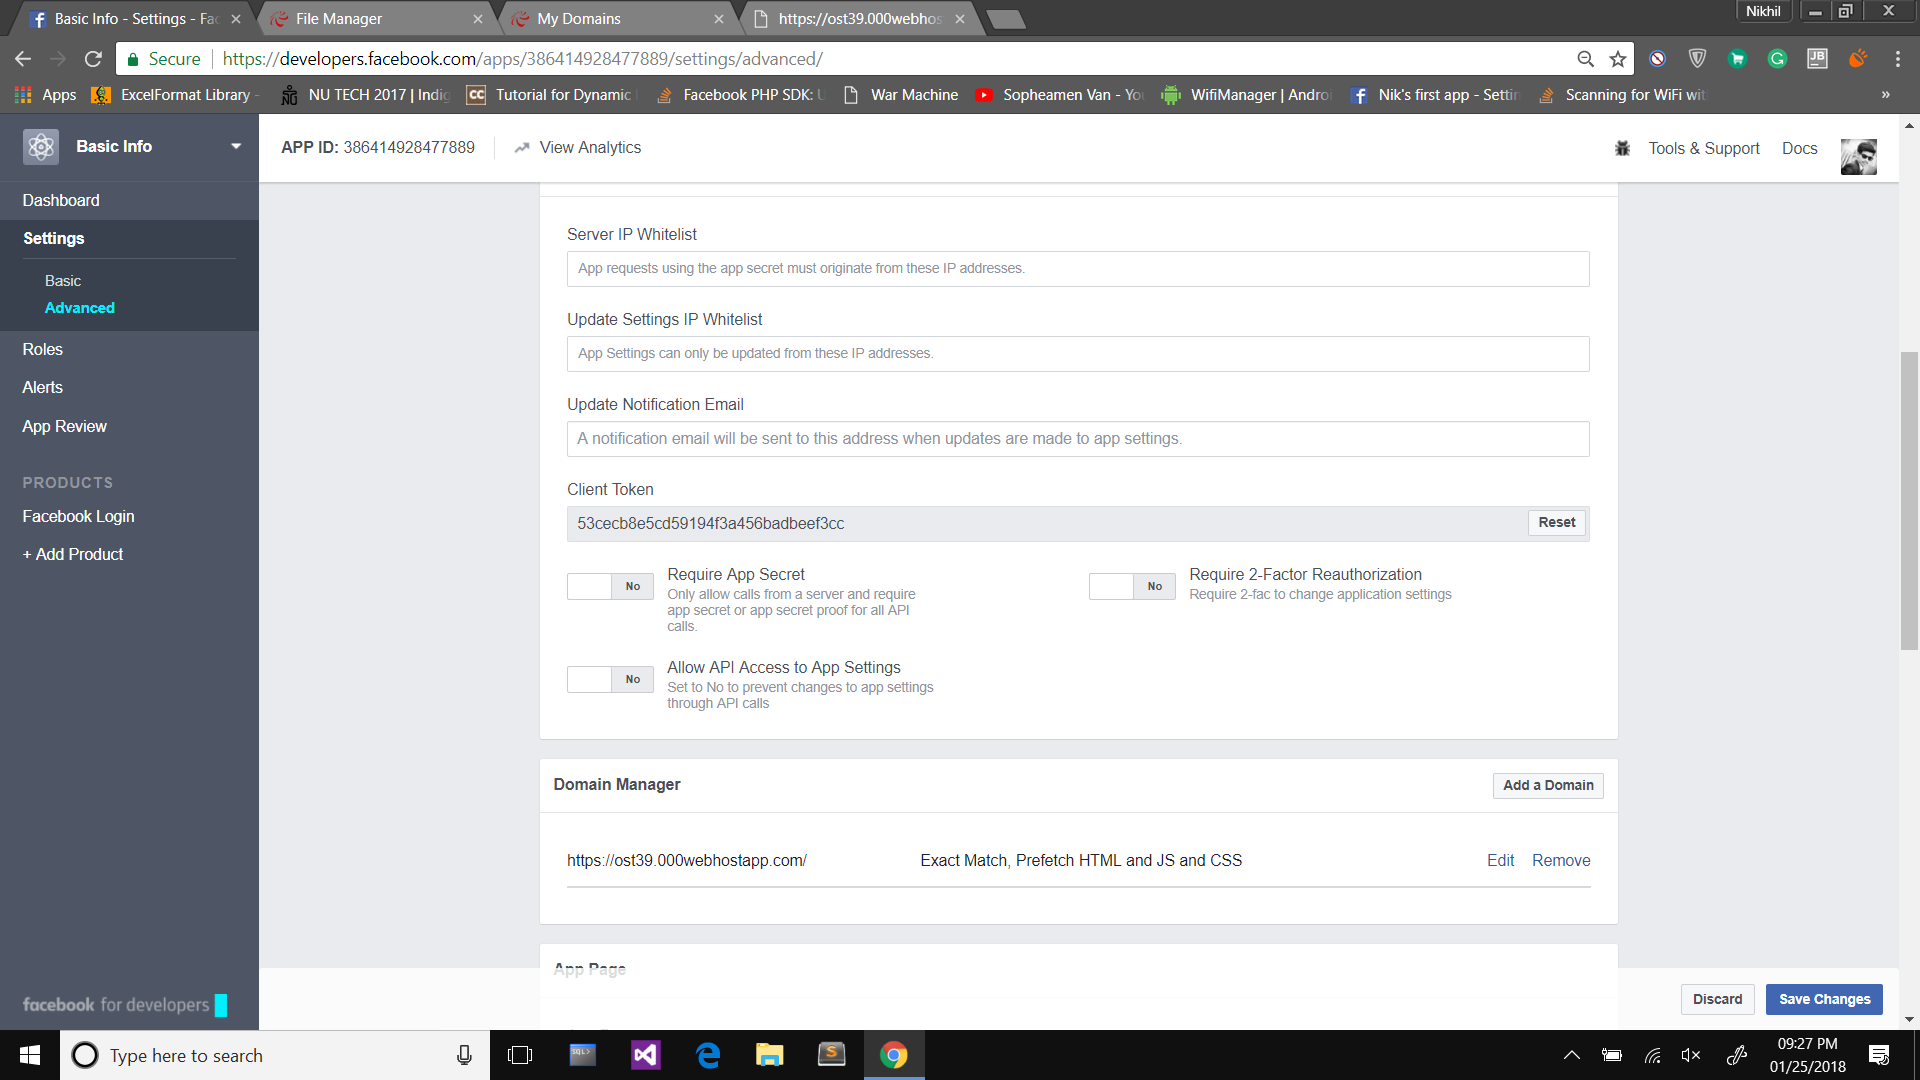 Basic Info - Settings - Fac
File Manager
My Domains
https://ost39.000webhos
Nikhil
Secure
https://developers.facebook.com/apps/386414928477889/settings/advanced/
Apps
ExcelFormat Library -
NU TECH 2017 | Indig
CC
Tutorial for Dynamic
Facebook PHP SDK: U
War Machine
Sopheamen Van - Yo
WifiManager | Androi
Nik's first app - Settin
Scanning for WiFi wit
»
Basic Info
APP ID: 386414928477889
View Analytics
Tools & Support
Docs
Dashboard
Settings
Basic
Advanced
Roles
Alerts
App Review
PRODUCTS
Facebook Login
+ Add Product
facebook for developers
Server IP Whitelist
App requests using the app secret must originate from these IP addresses.
Update Settings IP Whitelist
App Settings can only be updated from these IP addresses.
Update Notification Email
A notification email will be sent to this address when updates are made to app settings.
Client Token
53cecb8e5cd59194f3a456badbeef3cc
Reset
No
Require App Secret
Only allow calls from a server and require
app secret or app secret proof for all API
calls.
No
Require 2-Factor Reauthorization
Require 2-fac to change application settings
No
Allow API Access to App Settings
Set to No to prevent changes to app settings
through API calls
Domain Manager
Add a Domain
https://ost39.000webhostapp.com/
Exact Match, Prefetch HTML and JS and CSS
Edit
Remove
App Page
Discard
Save Changes
Type here to search
09:27 PM
01/25/2018